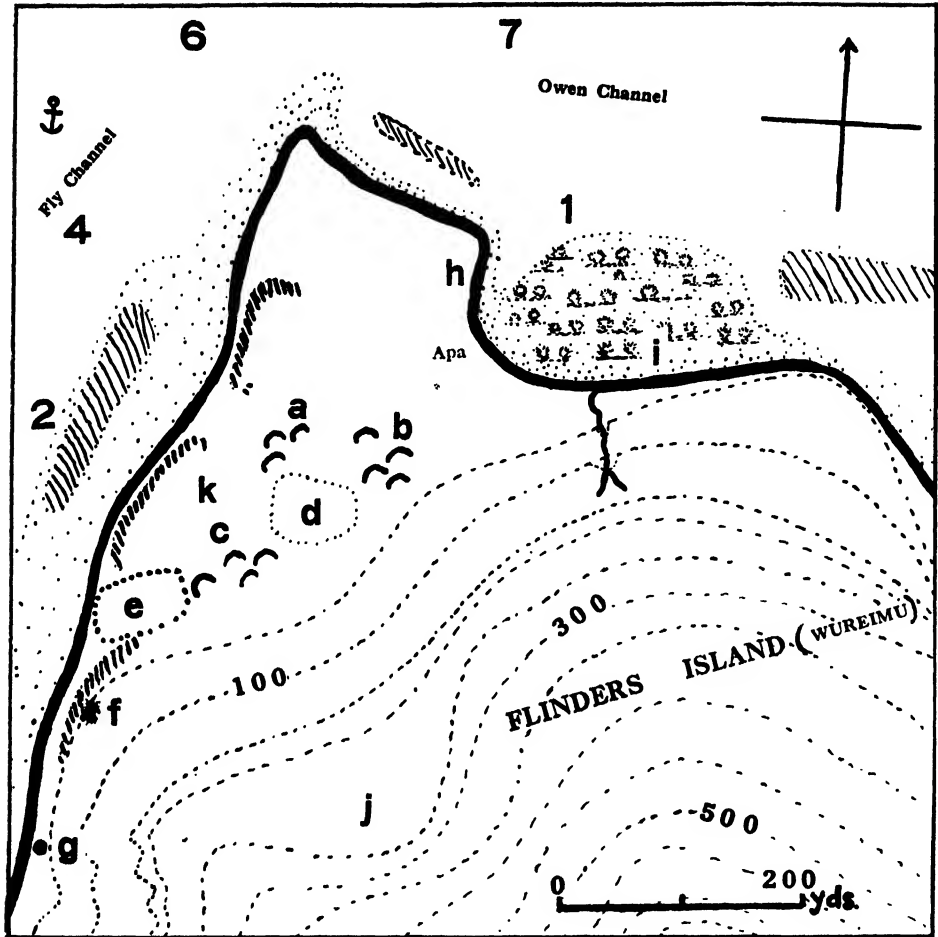 6
7
Owen Channel
Fly Channel
4
1
h
Apa
i
2
a
b
k
d
c
e
300
FLINDERS ISLAND (WUREIMU)
100
f
j
500
g
0
200
yds.